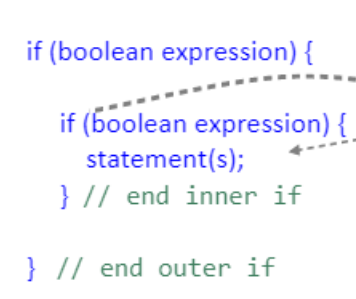 if (boolean expression) {
if (boolean expression) {
statement(s);
} // end inner if
} // end outer if